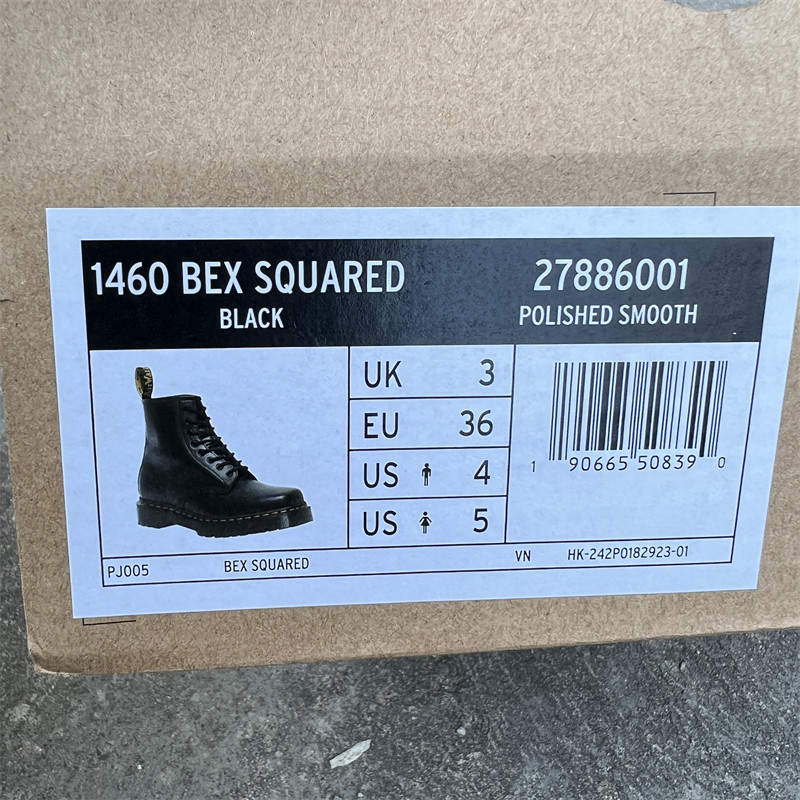 1460 BEX SQUARED
BLACK
27886001
POLISHED SMOOTH
UK 3
EU 36
US 4
US 5
1 90665 50839 0
PJ005
BEX SQUARED
VN
HK-242P0182923-01